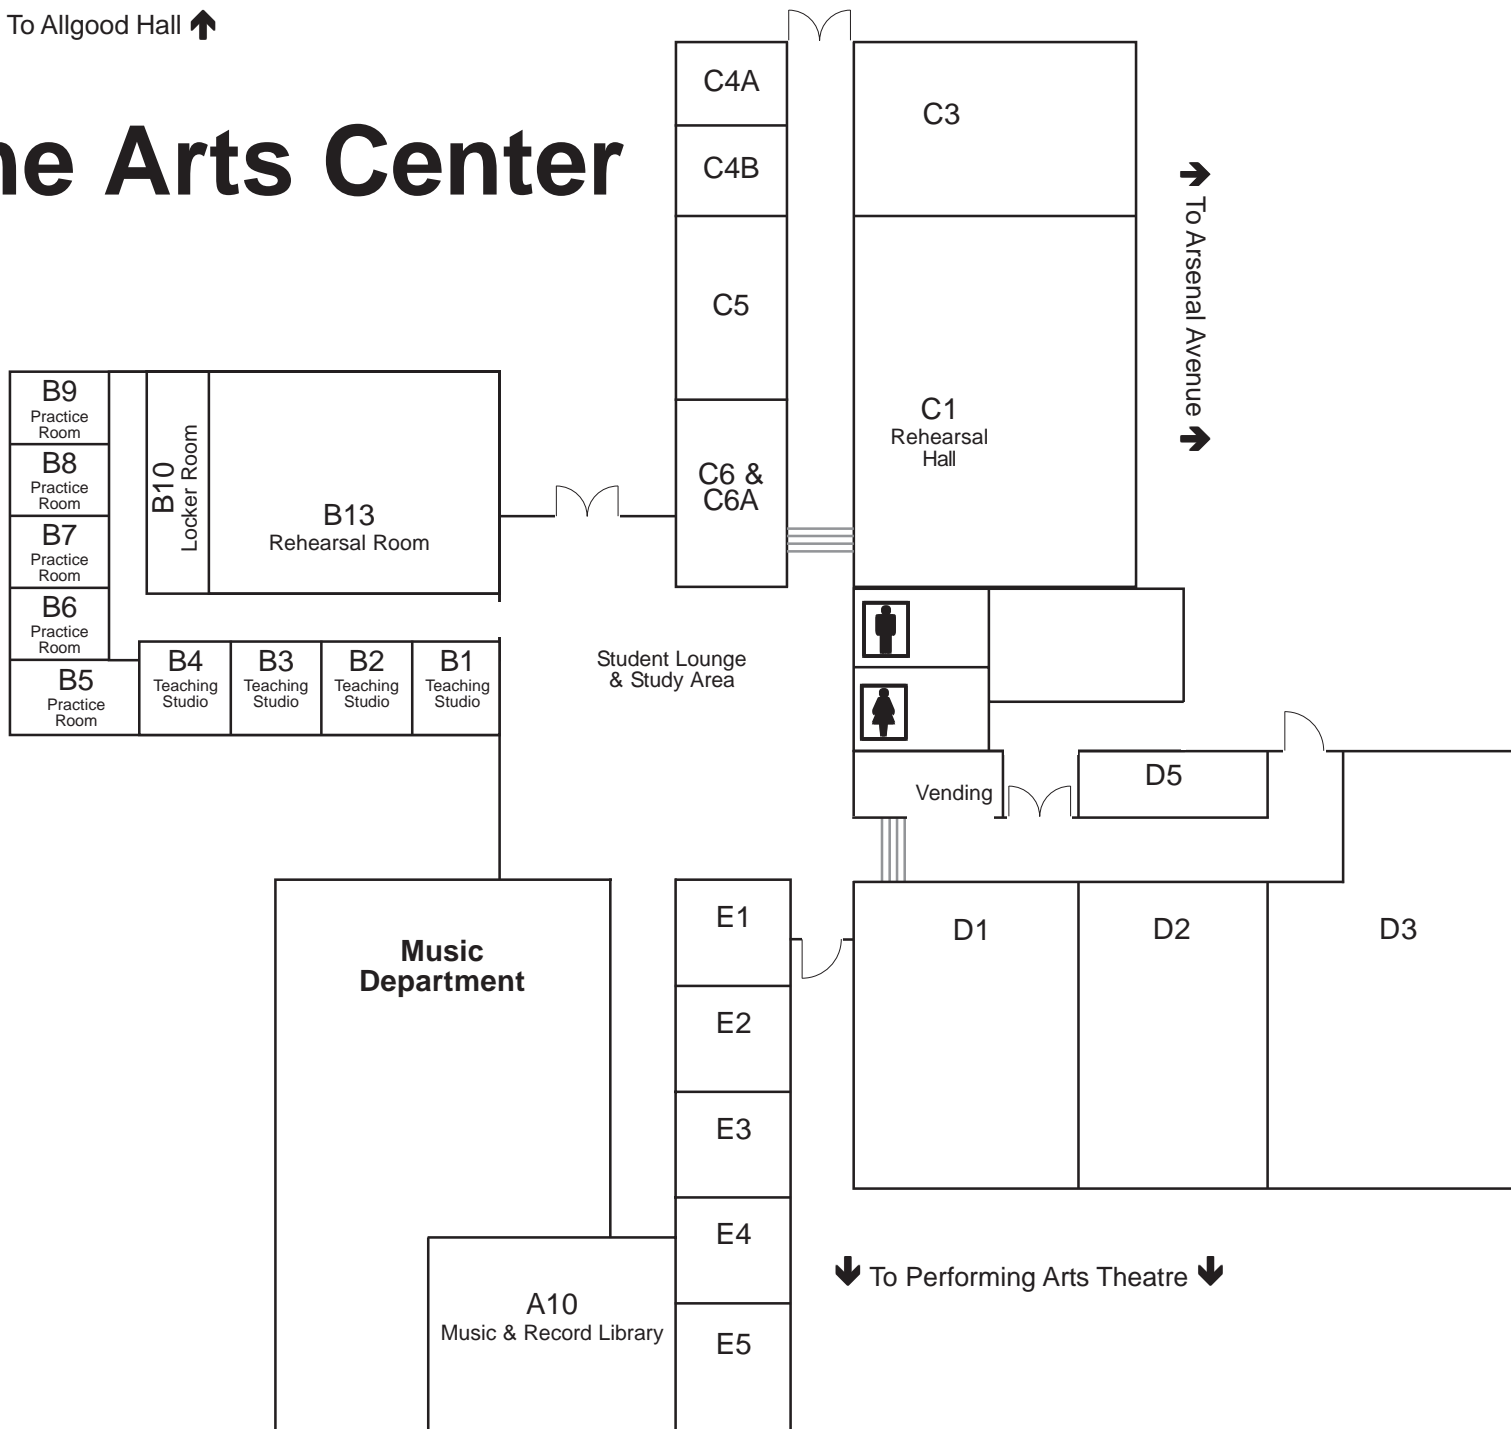 To Allgood Hall
ne Arts Center
C4A
C3
C4B
To Arsenal Avenue
C5
C1
Rehearsal
Hall
C6 &
C6A
B9
Practice
Room
B8
Practice
Room
B7
Practice
Room
B6
Practice
Room
B5
Practice
Room
B10
Locker Room
B13
Rehearsal Room
B4
Teaching
Studio
B3
Teaching
Studio
B2
Teaching
Studio
B1
Teaching
Studio
Student Lounge
& Study Area
Vending
D5
Music
Department
E1
D1
D2
D3
E2
E3
E4
To Performing Arts Theatre
A10
Music & Record Library
E5